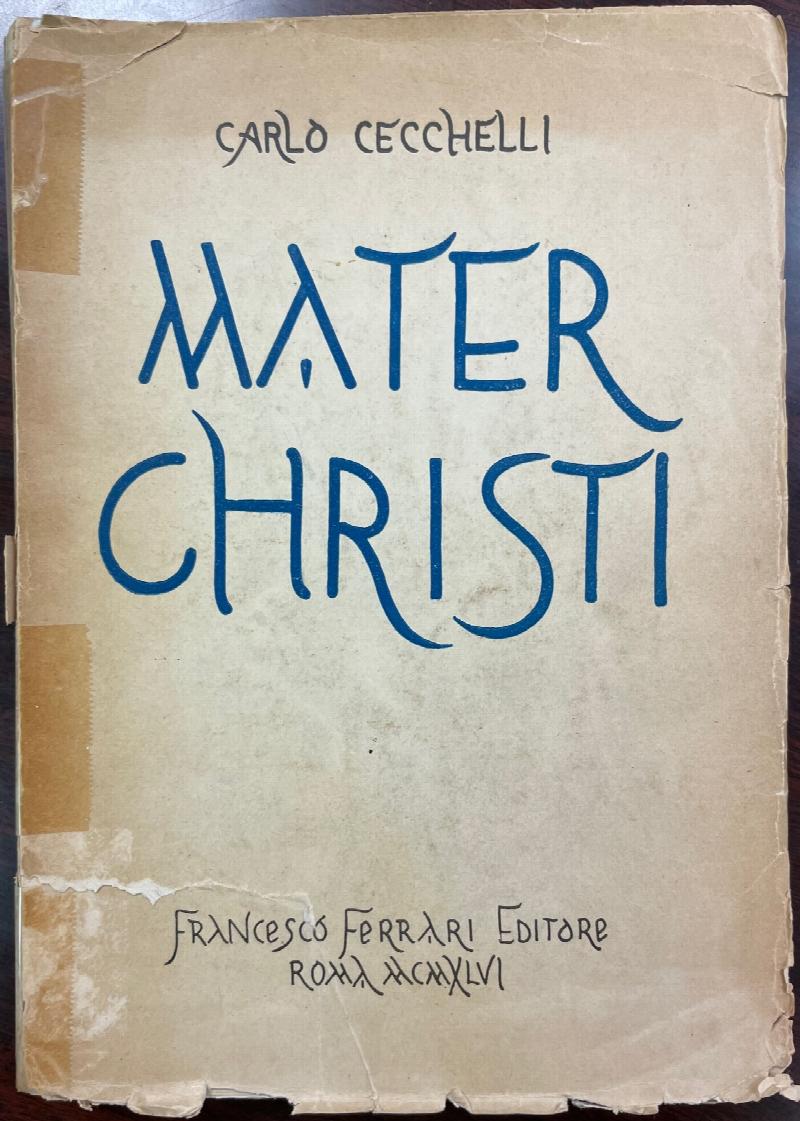 CARLO CECCHELLI
MATER
CHRISTI
FRANCESCO FERRARI EDITORE
ROMA MCMXLVI